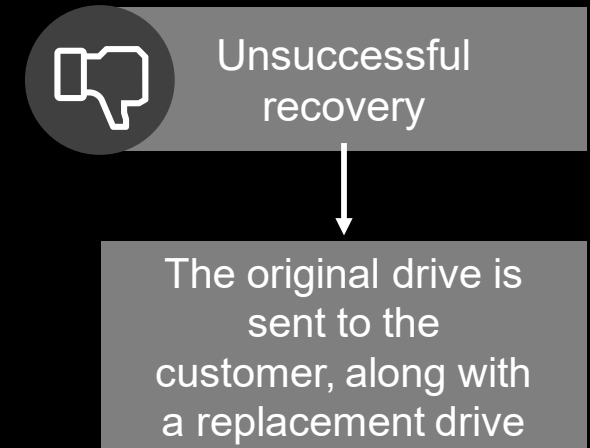 Unsuccessful
recovery
The original drive is
sent to the
customer, along with
a replacement drive